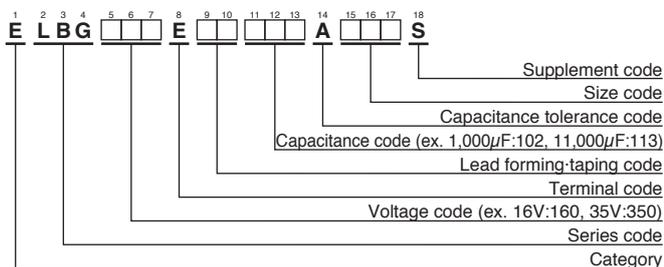 1 2 3 4 5 6 7 8 9 10 11 12 13 14 15 16 17 18
E LBG E A S
Supplement code
Size code
Capacitance tolerance code
Capacitance code (ex. 1,000µF:102, 11,000µF:113)
Lead forming·taping code
Terminal code
Voltage code (ex. 16V:160, 35V:350)
Series code
Category